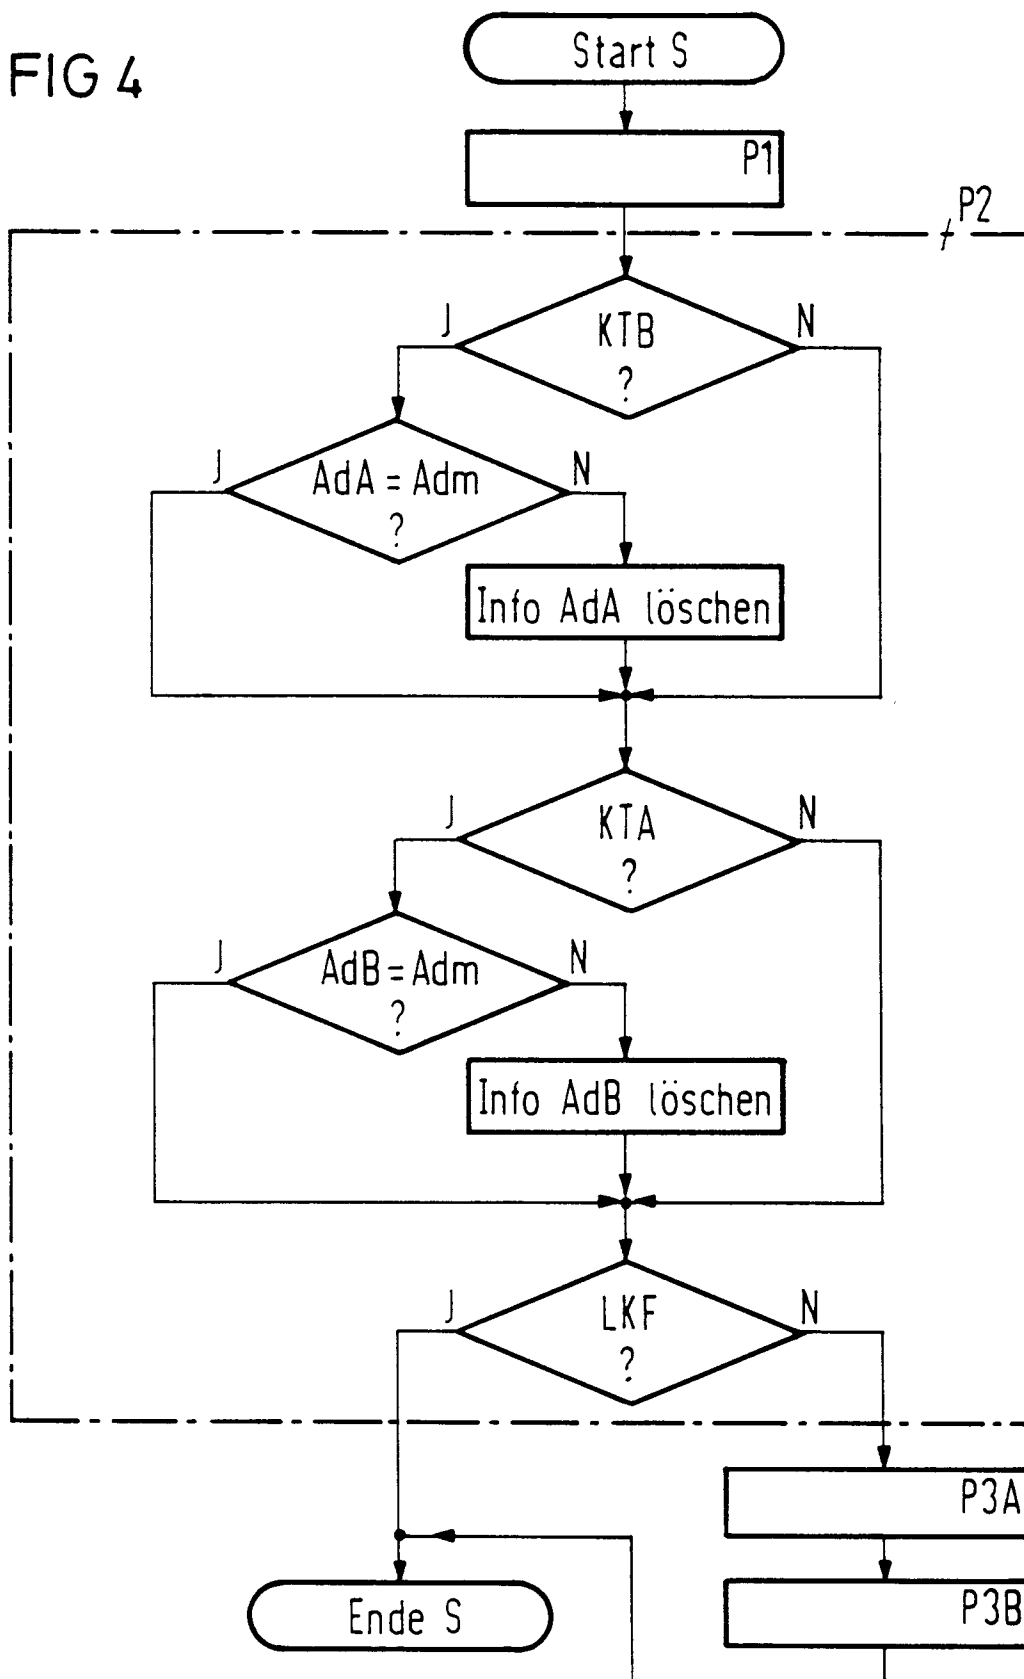 FIG 4
Start S
P1
P2
J
KTB
?
N
J
AdA = Adm
?
N
Info AdA löschen
J
KTA
?
N
J
AdB = Adm
?
N
Info AdB löschen
J
LKF
?
N
P3A
P3B
Ende S